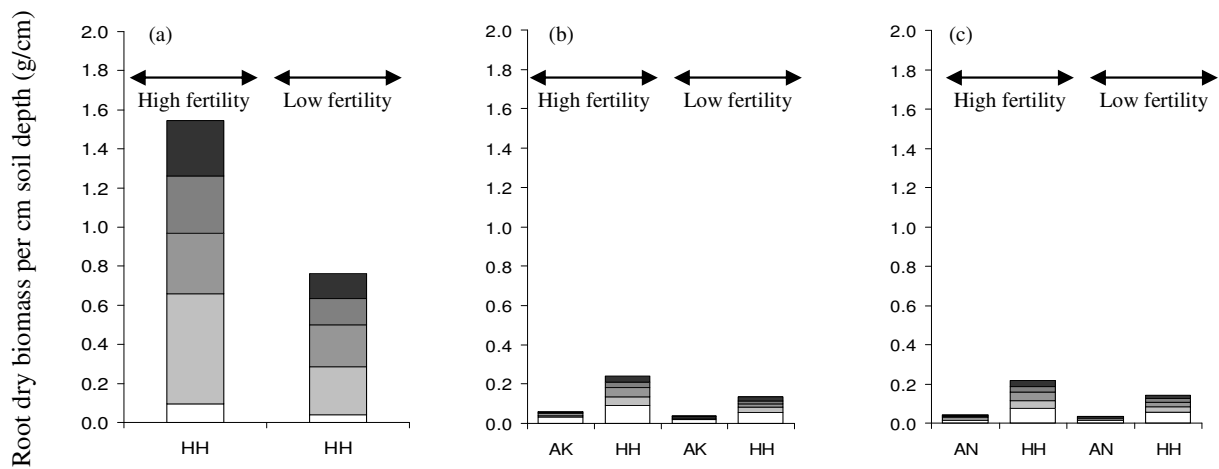 Root dry biomass per cm soil depth (g/cm)
(a)
2.0
1.8
1.6
1.4
1.2
1.0
0.8
0.6
0.4
0.2
0.0
High fertility
Low fertility
HH
HH
(b)
2.0
1.8
1.6
1.4
1.2
1.0
0.8
0.6
0.4
0.2
0.0
High fertility
Low fertility
AK
HH
AK
HH
(c)
2.0
1.8
1.6
1.4
1.2
1.0
0.8
0.6
0.4
0.2
0.0
High fertility
Low fertility
AN
HH
AN
HH